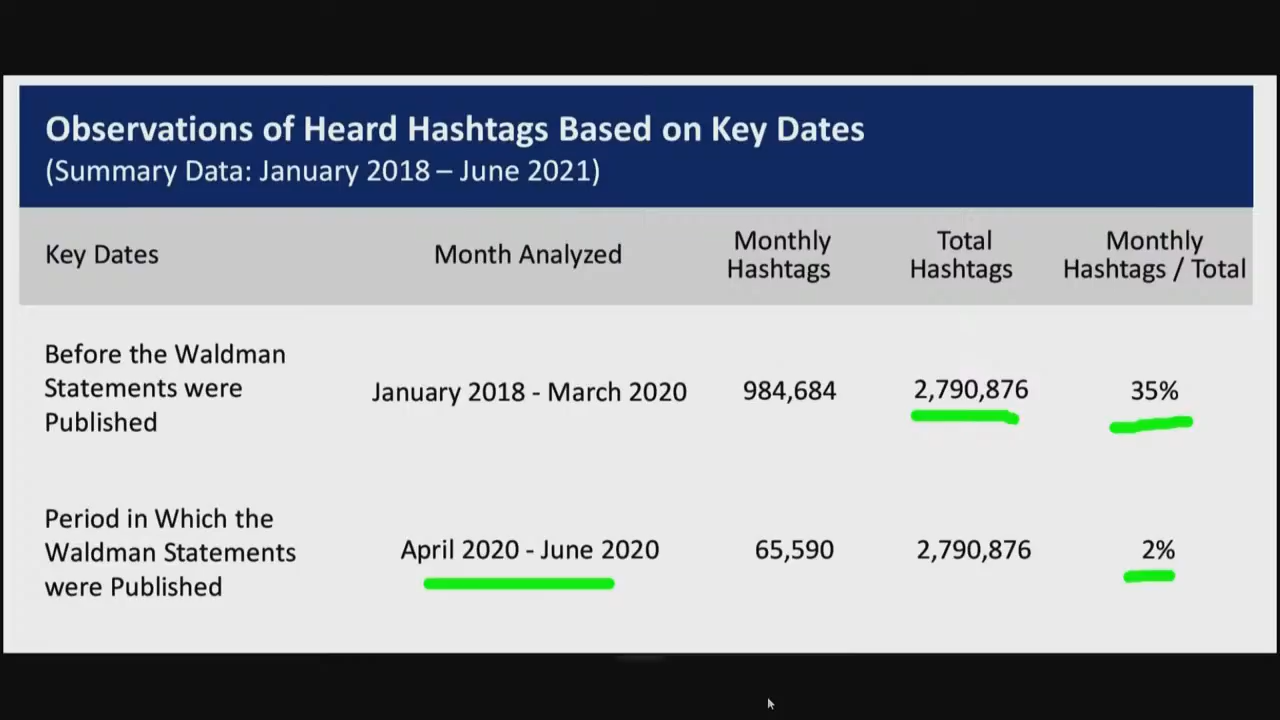 Observations of Heard Hashtags Based on Key Dates
(Summary Data: January 2018 – June 2021)
Key Dates
Month Analyzed
Monthly
Hashtags
Total
Hashtags
Monthly
Hashtags / Total
Before the Waldman
Statements were
Published
January 2018 - March 2020
984,684
2,790,876
35%
Period in Which the
Waldman Statements
were Published
April 2020 - June 2020
65,590
2,790,876
2%